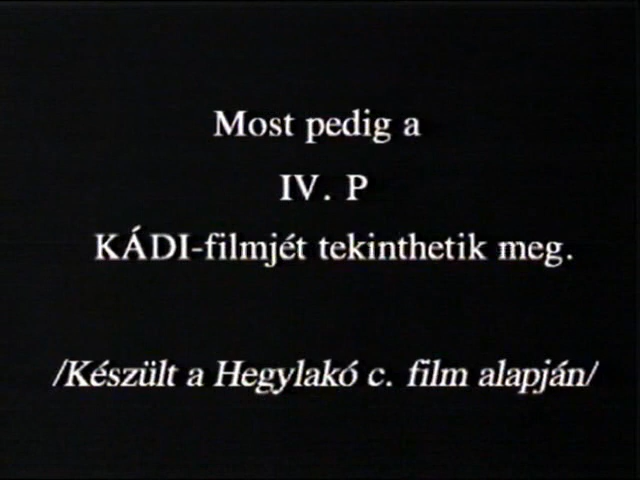 Most pedig a
IV. P
KÁDI-filmjét tekinthetik meg.
/Készült a Hegylakó c. film alapján/